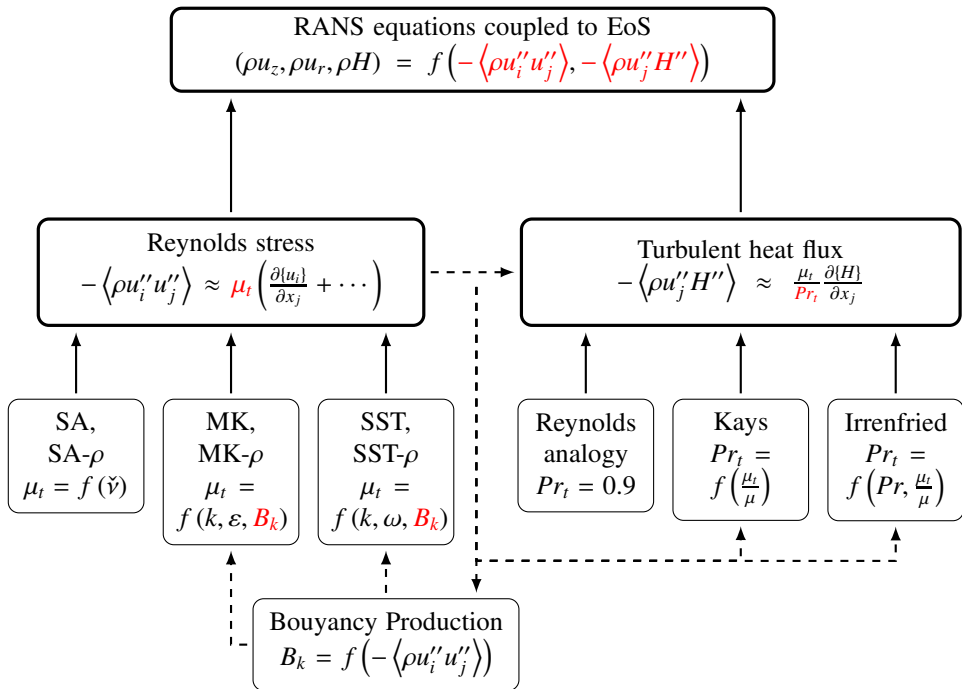 RANS equations coupled to EoS
(ρu_z, ρu_r, ρH) = f(−⟨ρu_i''u_j''⟩, −⟨ρu_j''H''⟩)
Reynolds stress
−⟨ρu_i''u_j''⟩ ≈ μ_t(∂{u_i}/∂x_j + ⋯)
Turbulent heat flux
−⟨ρu_j''H''⟩ ≈ μ_t/Pr_t ∂{H}/∂x_j
SA,
SA-ρ
μ_t = f(ν̌)
MK,
MK-ρ
μ_t =
f(k, ε, B_k)
SST,
SST-ρ
μ_t =
f(k, ω, B_k)
Reynolds
analogy
Pr_t = 0.9
Kays
Pr_t =
f(μ_t/μ)
Irrenfried
Pr_t =
f(Pr, μ_t/μ)
Bouyancy Production
B_k = f(−⟨ρu_i''u_j''⟩)